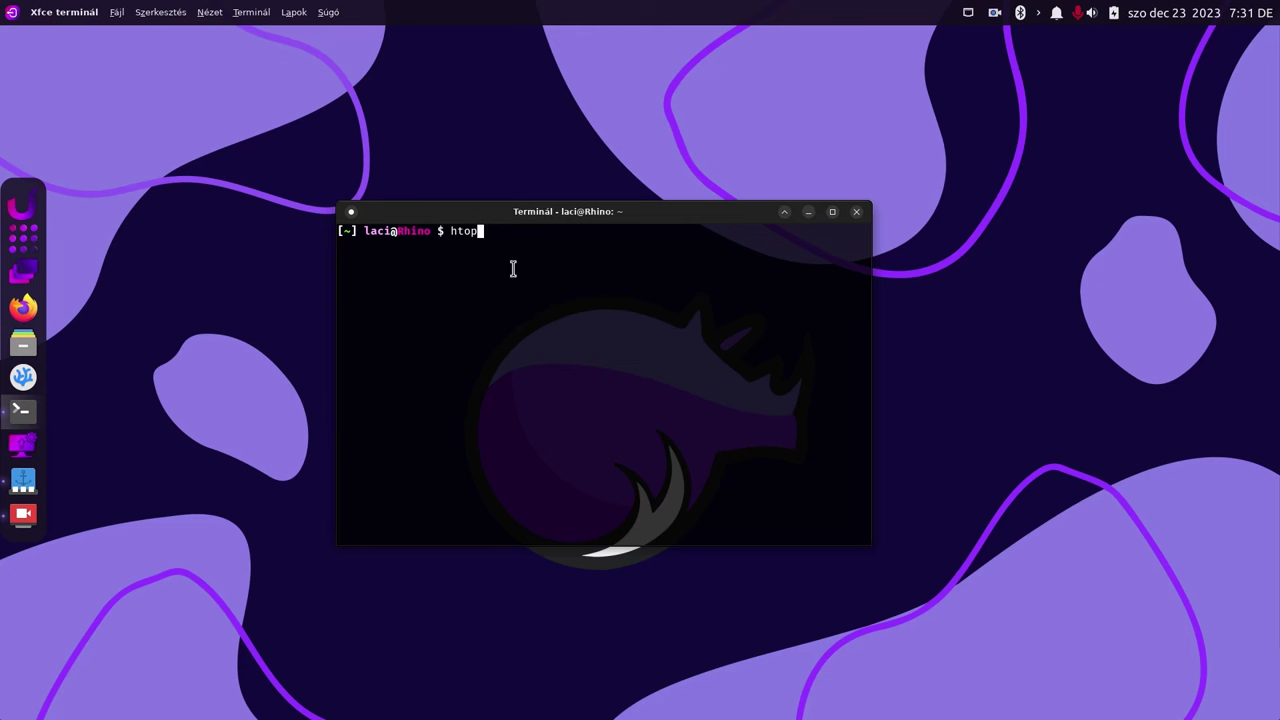 Xfce terminál Fájl Szerkesztés Nézet Terminál Lapok Súgó szo dec 23 2023 7:31 DE
Terminál - laci@Rhino: ~
[~] laci@Rhino $ htop